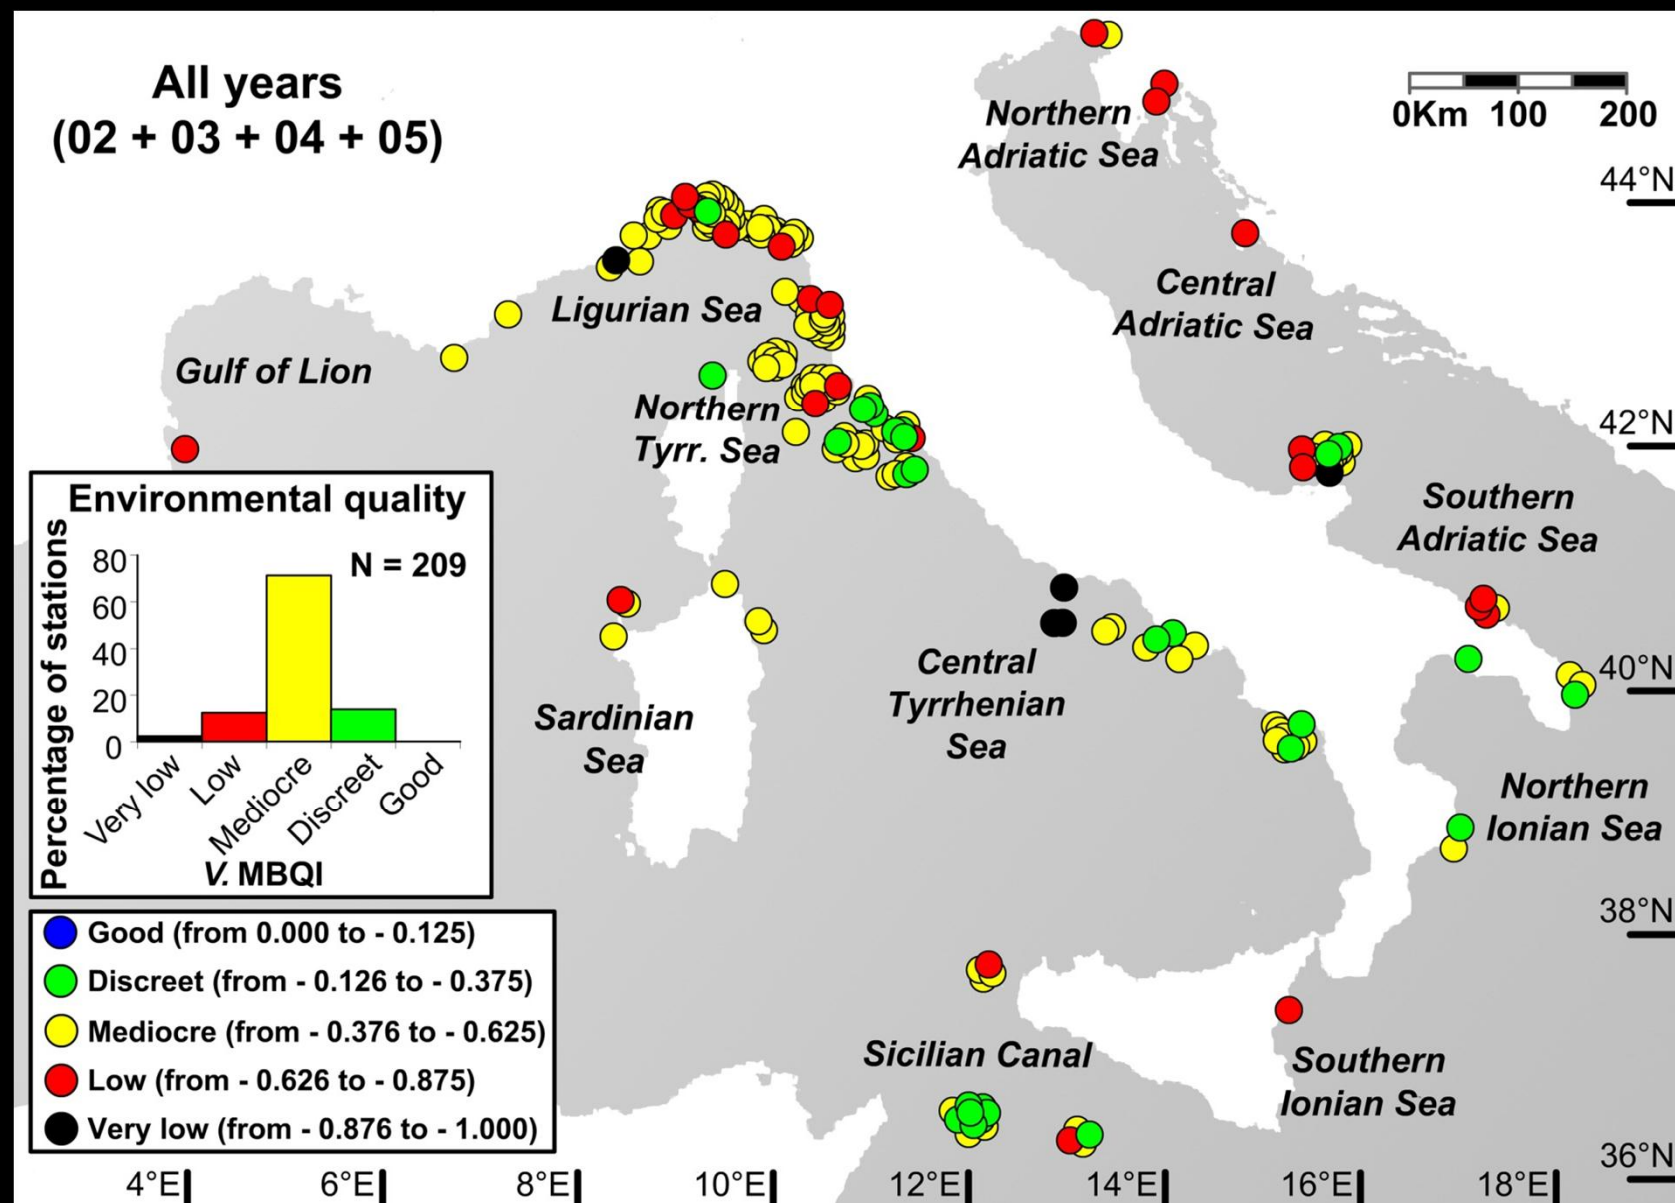 All years
(02 + 03 + 04 + 05)
Northern
Adriatic Sea
0Km 100 200
44°N
Central
Adriatic Sea
Ligurian Sea
Gulf of Lion
Northern
Tyrr. Sea
42°N
Southern
Adriatic Sea
Environmental quality
N = 209
Percentage of stations
80
60
40
20
0
Very low
Low
Mediocre
Discreet
Good
V. MBQI
Sardinian
Sea
Central
Tyrrhenian
Sea
40°N
Northern
Ionian Sea
38°N
Good (from 0.000 to - 0.125)
Discreet (from - 0.126 to - 0.375)
Mediocre (from - 0.376 to - 0.625)
Low (from - 0.626 to - 0.875)
Very low (from - 0.876 to - 1.000)
Sicilian Canal
Southern
Ionian Sea
36°N
4°E 6°E 8°E 10°E 12°E 14°E 16°E 18°E